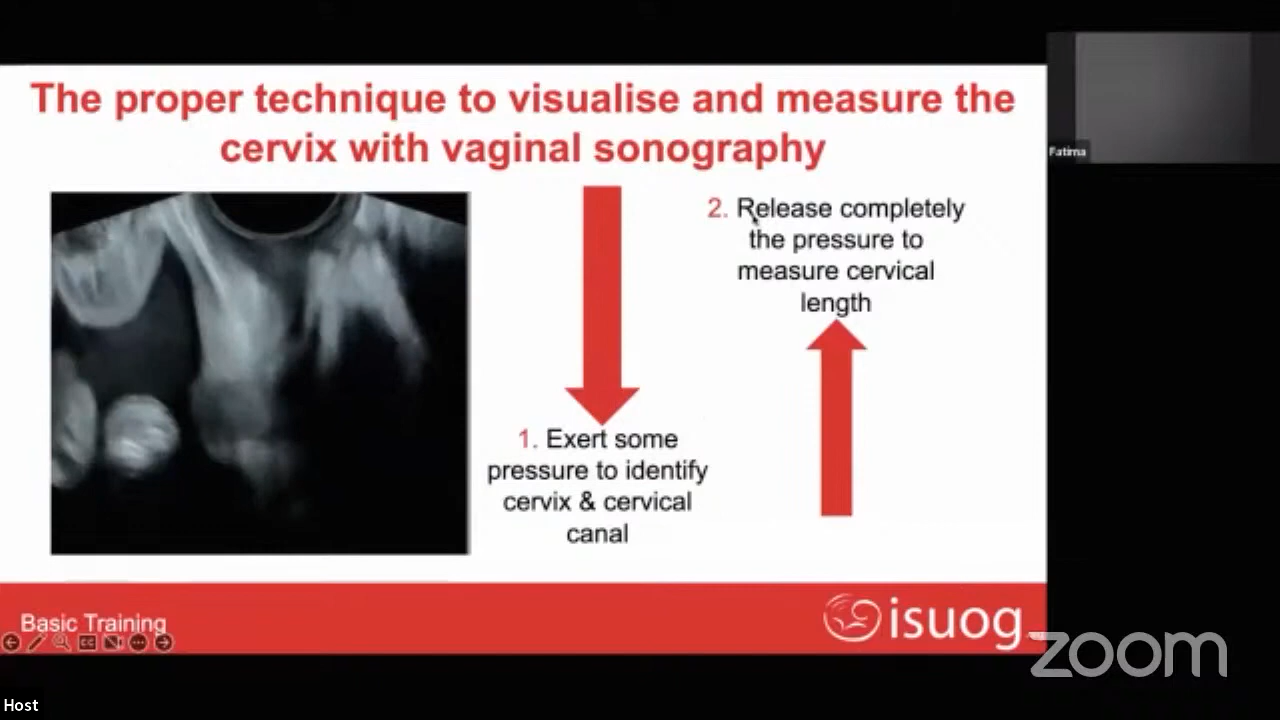 The proper technique to visualise and measure the
cervix with vaginal sonography
Fatima
2. Release completely
the pressure to
measure cervical
length
1. Exert some
pressure to identify
cervix & cervical
canal
Basic Training
isuog
CC
zoom
Host